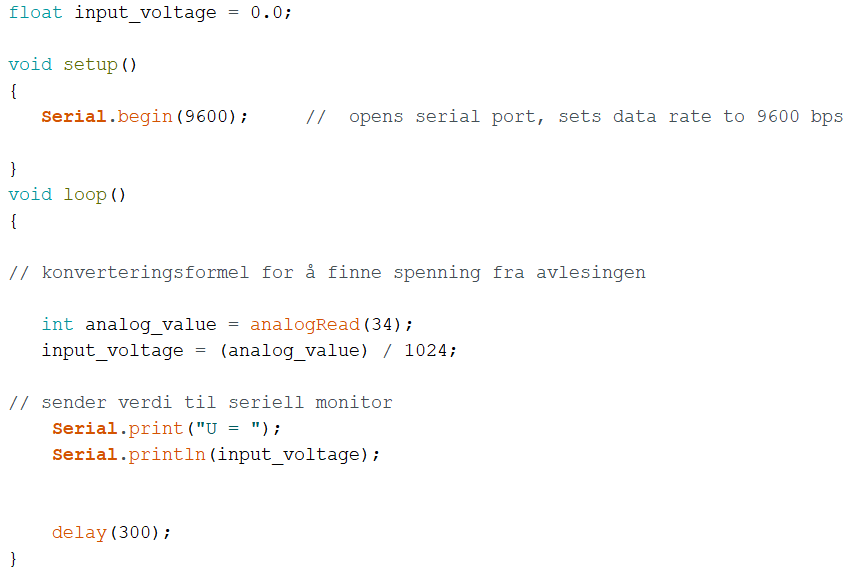 float input_voltage = 0.0;
void setup()
{
Serial.begin(9600); // opens serial port, sets data rate to 9600 bps
}
void loop()
{
// konverteringsformel for å finne spenning fra avlesingen
int analog_value = analogRead(34);
input_voltage = (analog_value) / 1024;
// sender verdi til seriell monitor
Serial.print("U = ");
Serial.println(input_voltage);
delay(300);
}